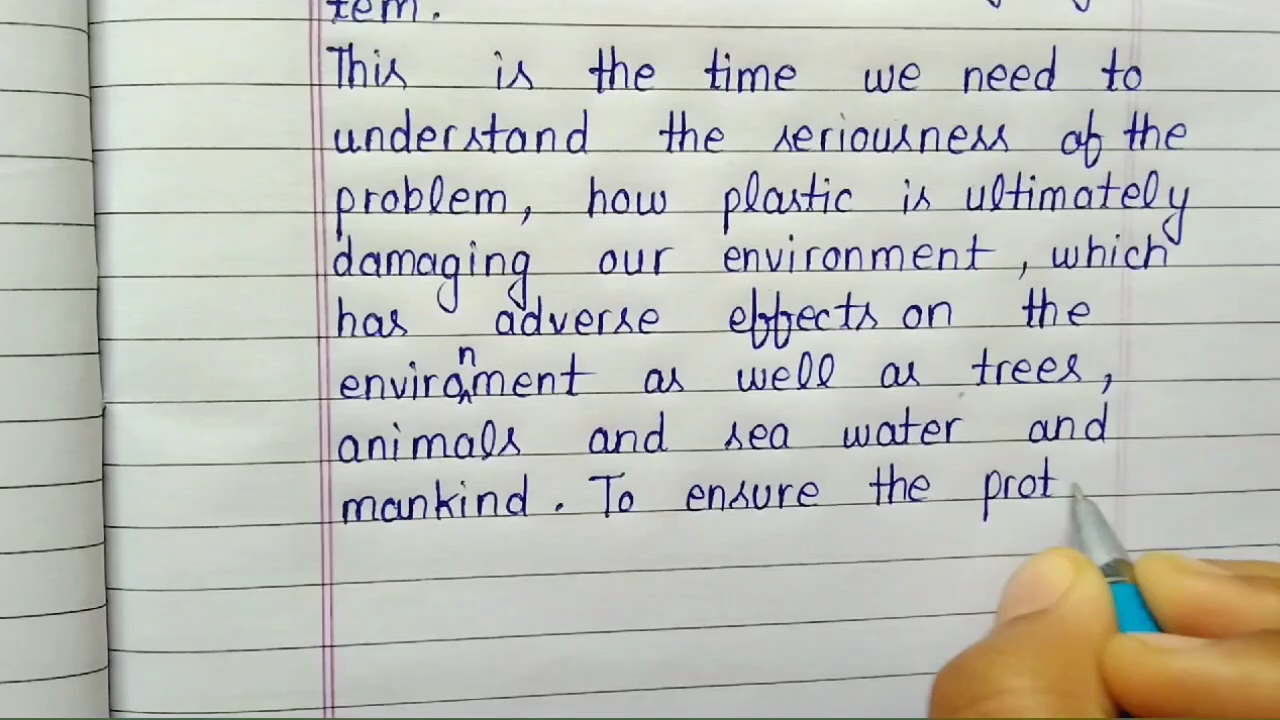 tem.
This is the time we need to
understand the seriousness of the
problem, how plastic is ultimately
damaging our environment, which
has adverse effects on the
environment as well as trees,
animals and sea water and
mankind. To ensure the prot